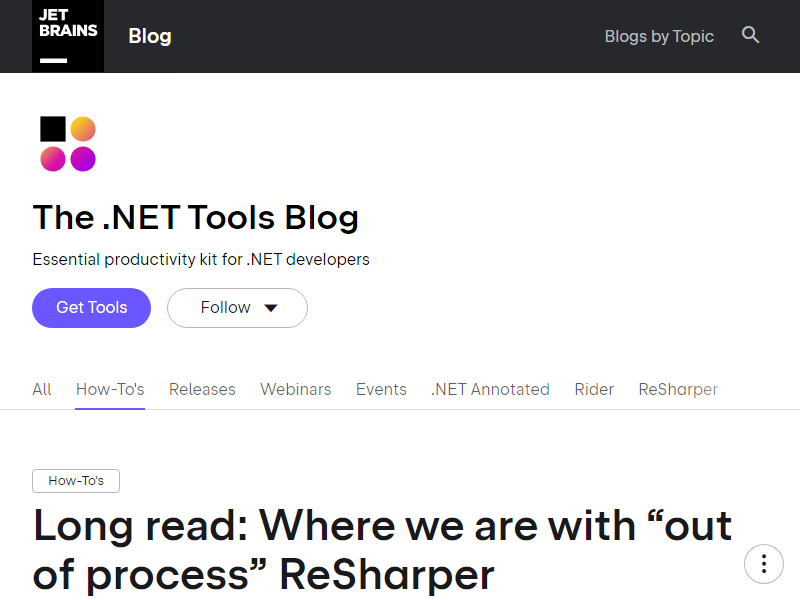 JET
BRAINS
Blog
Blogs by Topic
The .NET Tools Blog
Essential productivity kit for .NET developers
Get Tools
Follow
All How-To's Releases Webinars Events .NET Annotated Rider ReSharper
How-To's
Long read: Where we are with “out
of process” ReSharper